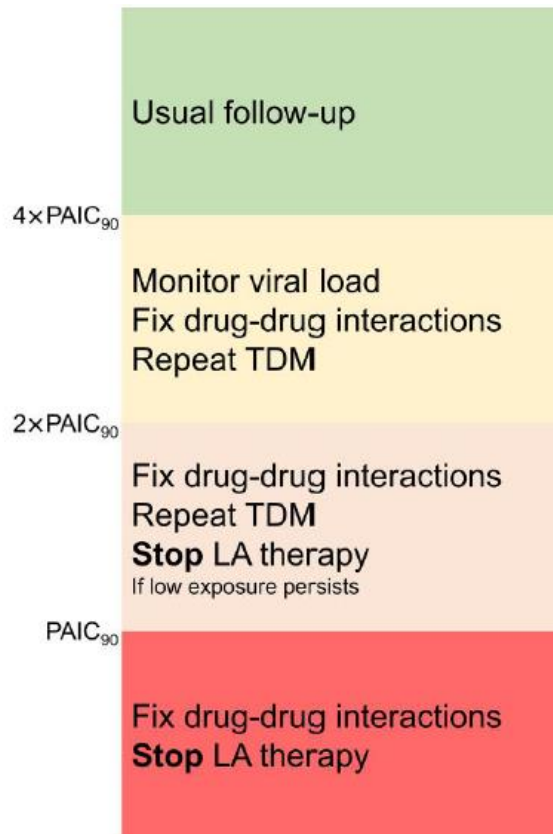 Usual follow-up
4×PAIC₉₀
Monitor viral load
Fix drug-drug interactions
Repeat TDM
2×PAIC₉₀
Fix drug-drug interactions
Repeat TDM
Stop LA therapy
If low exposure persists
PAIC₉₀
Fix drug-drug interactions
Stop LA therapy